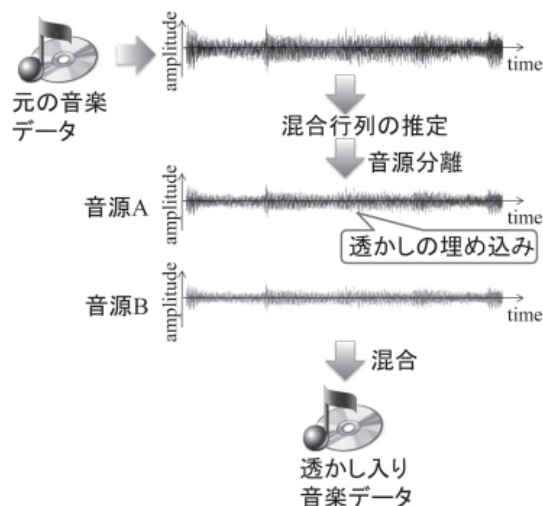 amplitude
time
元の音楽
データ
混合行列の推定
音源分離
音源A
amplitude
time
透かしの埋め込み
音源B
amplitude
time
混合
透かし入り
音楽データ